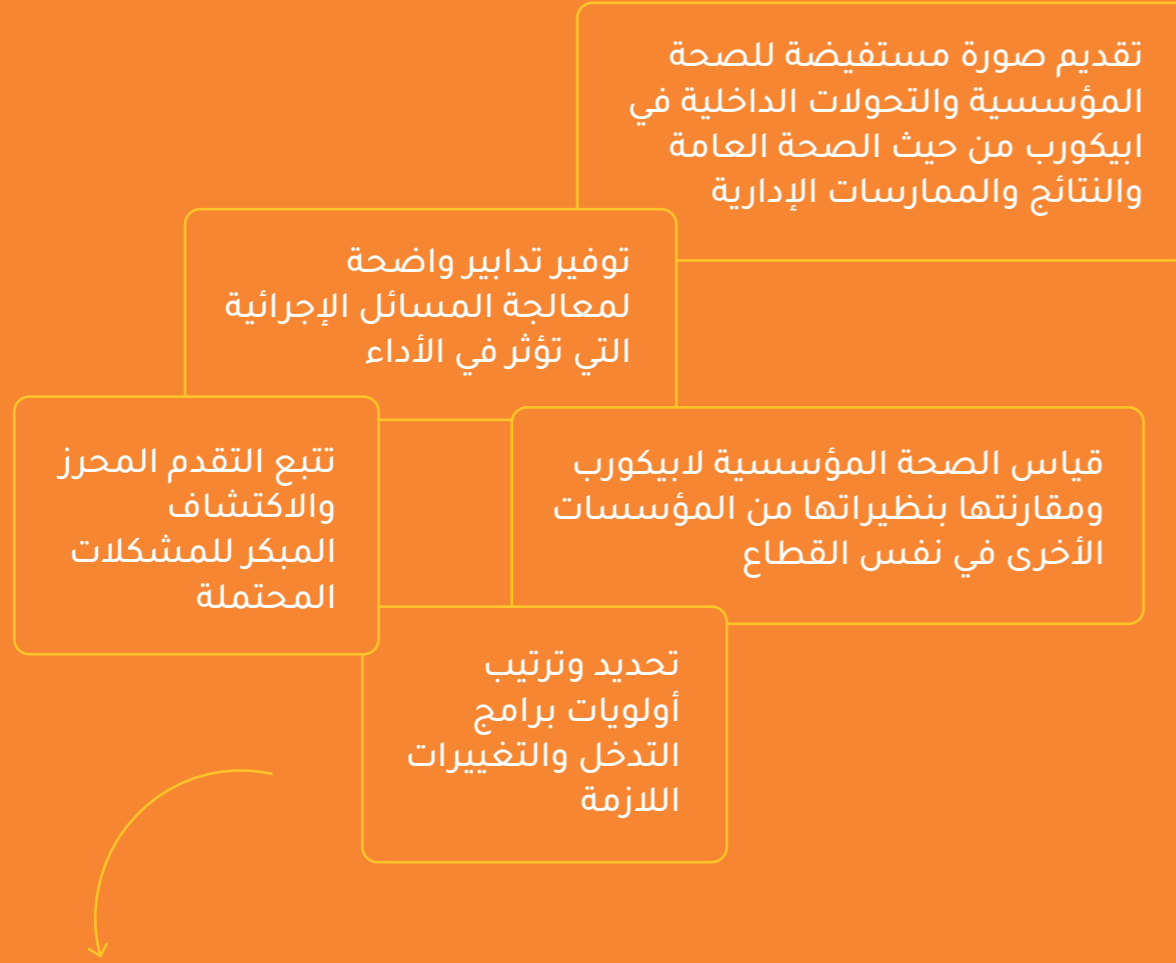 تقديم صورة مستفيضة للصحة
المؤسسية والتحولات الداخلية في
ابيكورب من حيث الصحة العامة
والنتائج والممارسات الإدارية
توفير تدابير واضحة
لمعالجة المسائل الإجرائية
التي تؤثر في الأداء
قياس الصحة المؤسسية لابيكورب
ومقارنتها بنظيراتها من المؤسسات
الأخرى في نفس القطاع
تتبع التقدم المحرز
والاكتشاف
المبكر للمشكلات
المحتملة
تحديد وترتيب
أولويات برامج
التدخل والتغييرات
اللازمة